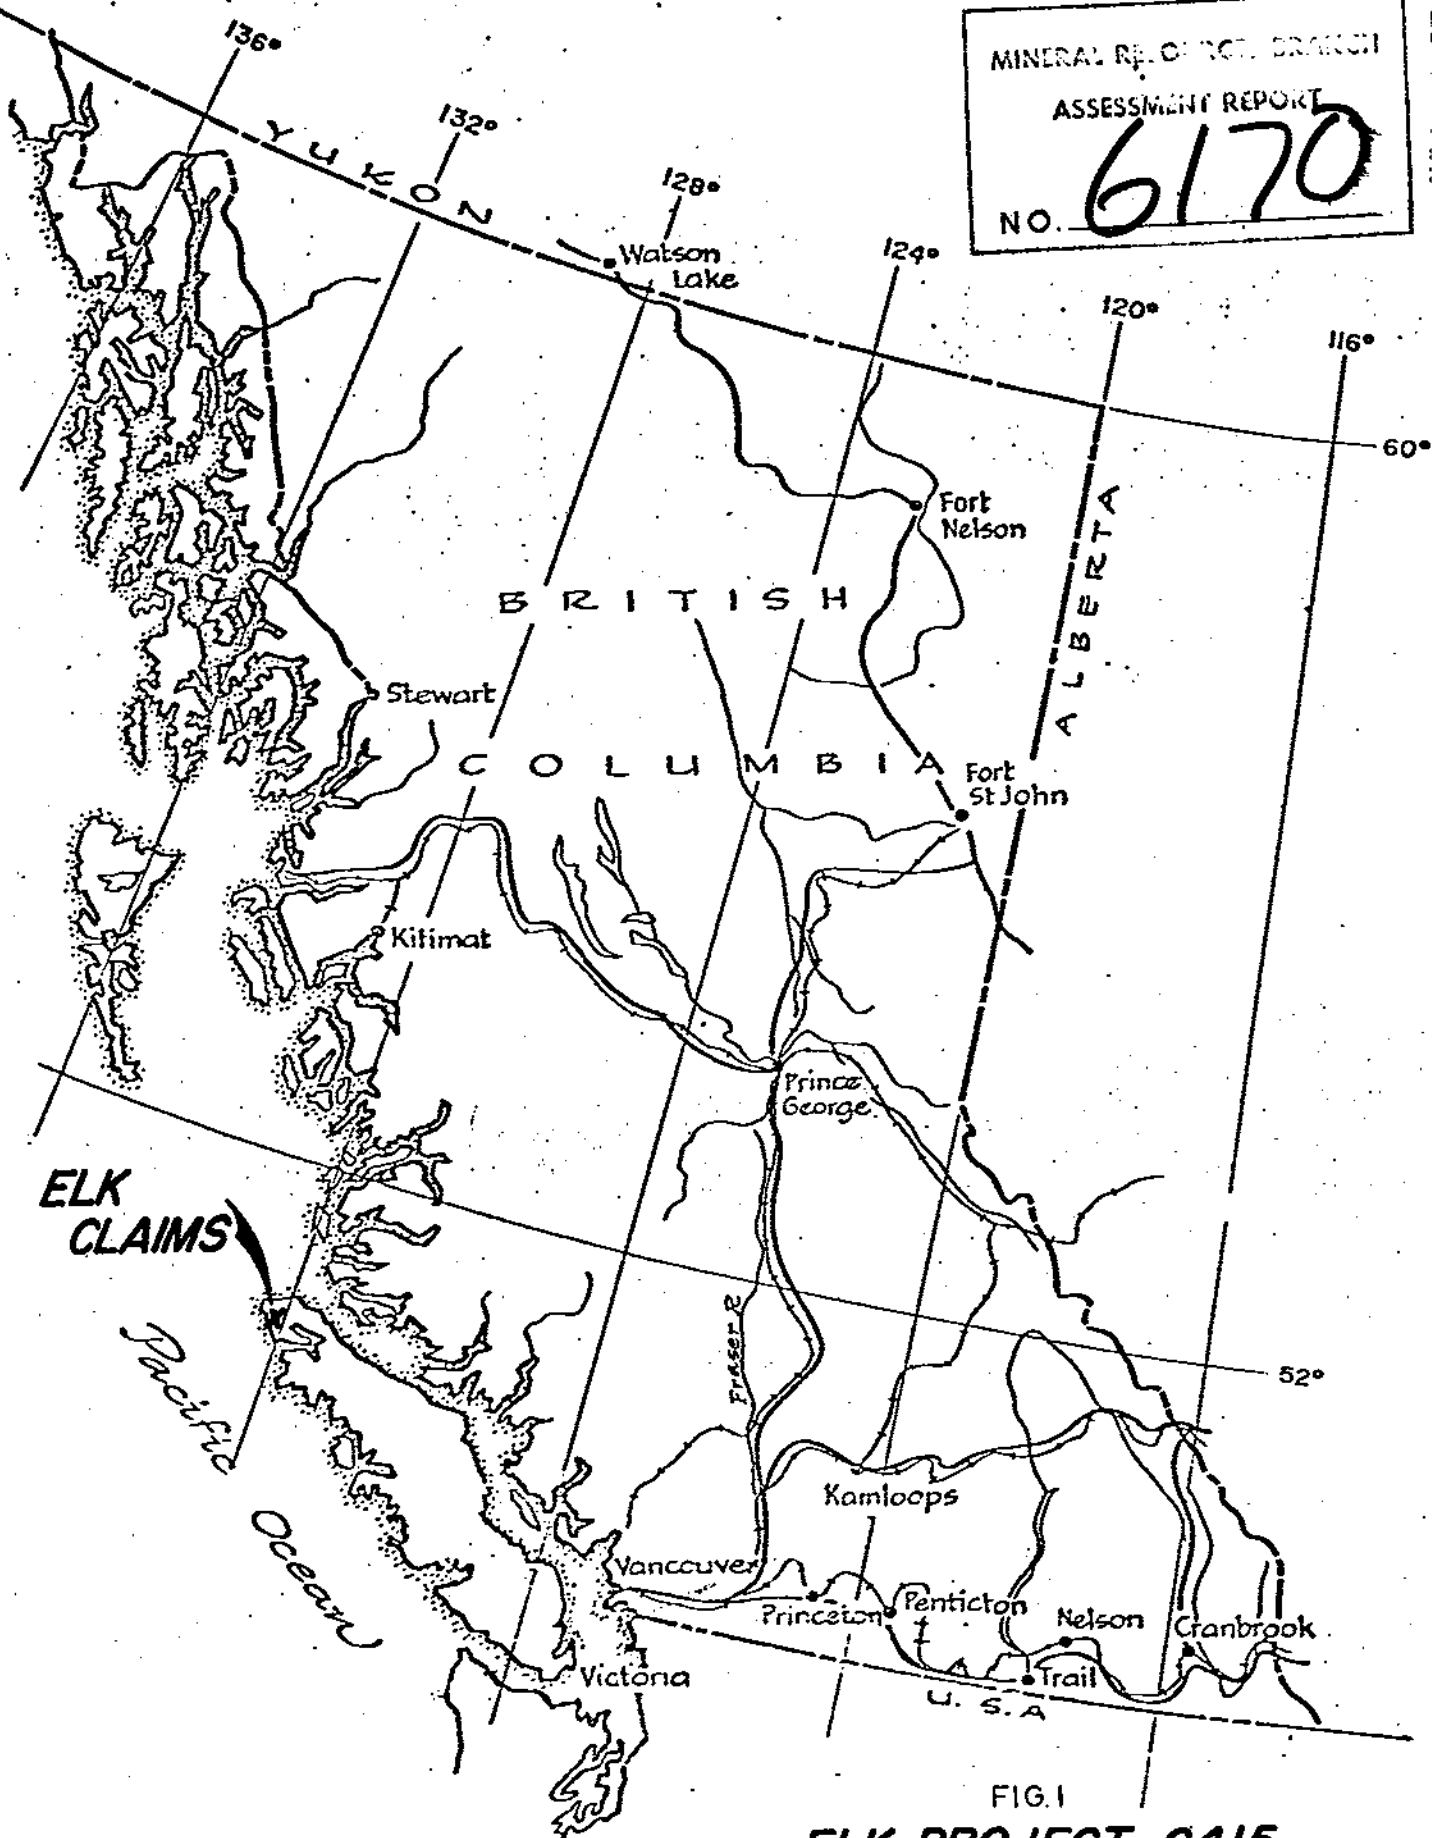 136°
132°
128°
124°
120°
116°
60°
52°
MINERAL BRANCH
ASSESSMENT REPORT
NO. 6170
YUKON
Watson
Lake
Fort
Nelson
ALBERTA
BRITISH
Stewart
COLUMBIA
Fort
St John
Kitimat
Prince
George
ELK
CLAIMS
Pacific
Ocean
Fraser R
Kamloops
Vancouver
Princeton
Penticton
Nelson
Cranbrook
Trail
Victoria
U. S. A
FIG. 1